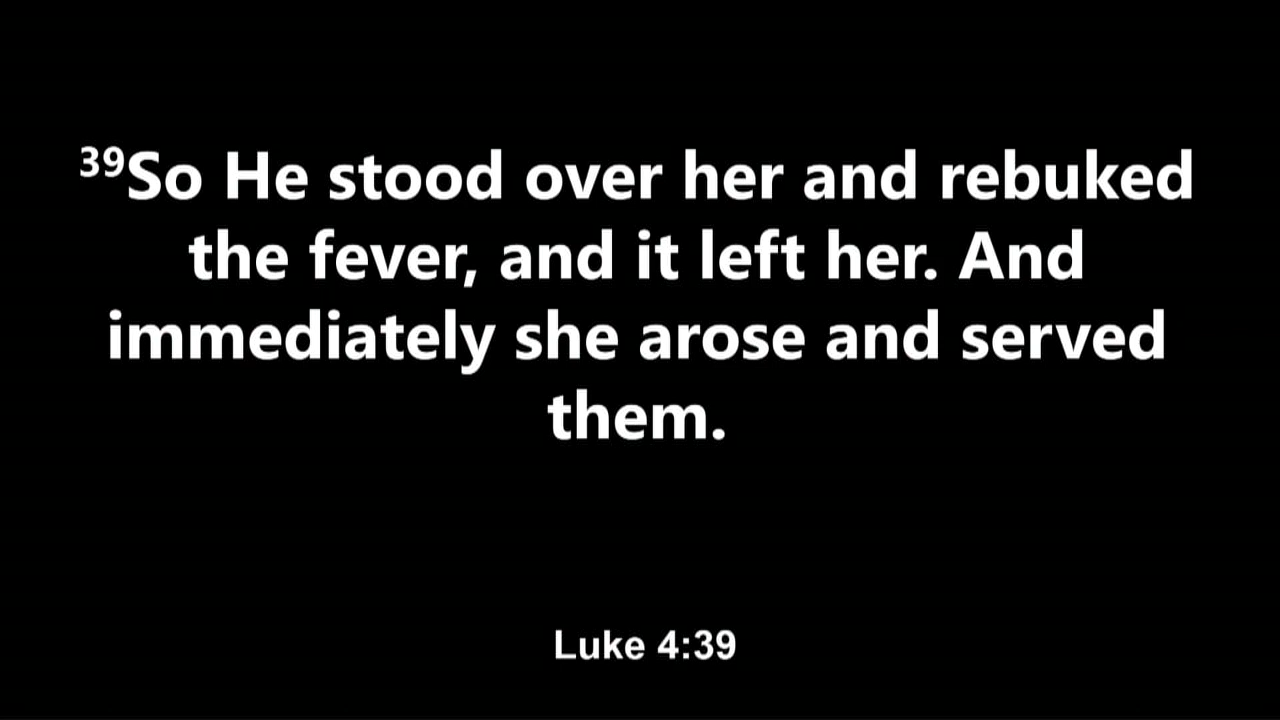 39So He stood over her and rebuked
the fever, and it left her. And
immediately she arose and served
them.
Luke 4:39